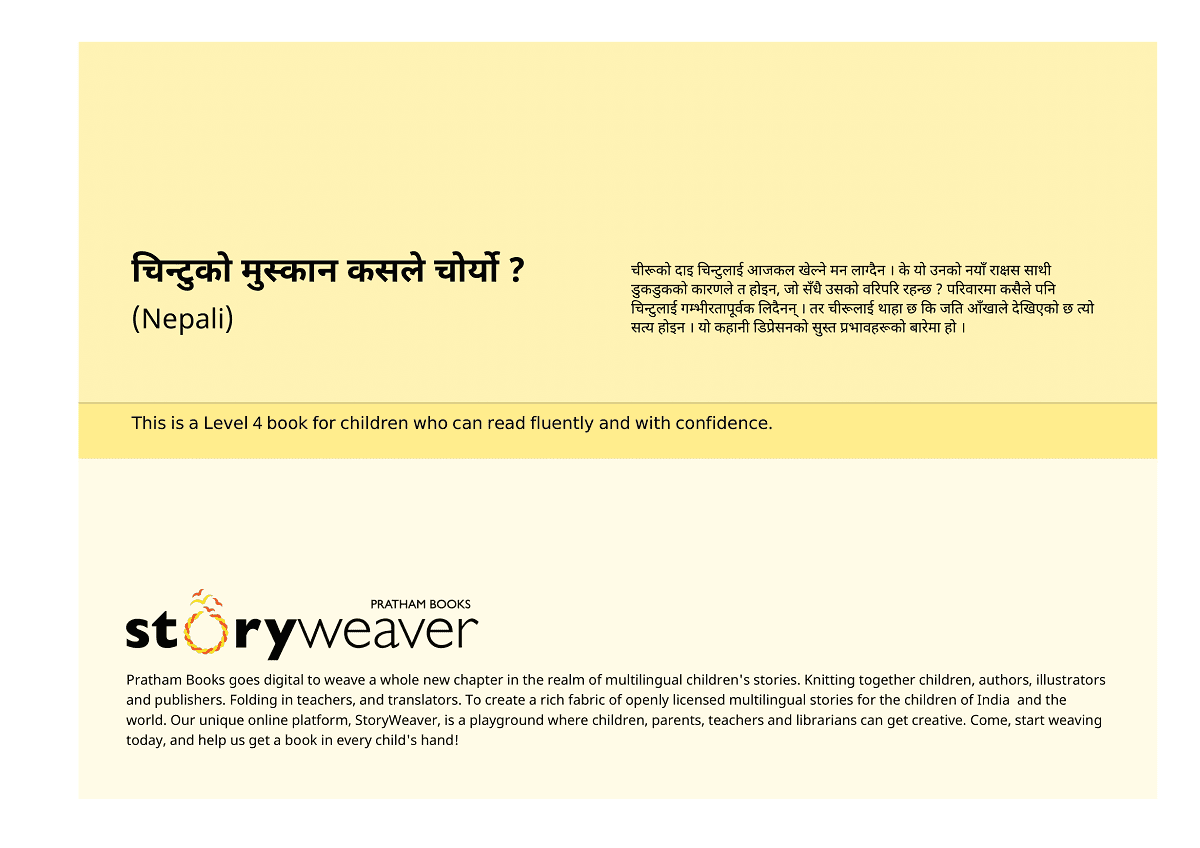 चिन्टुको मुस्कान कसले चोर्यो ?
(Nepali)
चीरूको दाइ चिन्टुलाई आजकल खेल्ने मन लाग्दैन । के यो उनको नयाँ राक्षस साथी
डुकडुकको कारणले त होइन, जो सँधै उसको वरिपरि रहन्छ ? परिवारमा कसैले पनि
चिन्टुलाई गम्भीरतापूर्वक लिदैनन् । तर चीरूलाई थाहा छ कि जति आँखाले देखिएको छ त्यो
सत्य होइन । यो कहानी डिप्रेसनको सुस्त प्रभावहरूको बारेमा हो ।
This is a Level 4 book for children who can read fluently and with confidence.
PRATHAM BOOKS
storyweaver
Pratham Books goes digital to weave a whole new chapter in the realm of multilingual children's stories. Knitting together children, authors, illustrators
and publishers. Folding in teachers, and translators. To create a rich fabric of openly licensed multilingual stories for the children of India and the
world. Our unique online platform, StoryWeaver, is a playground where children, parents, teachers and librarians can get creative. Come, start weaving
today, and help us get a book in every child's hand!